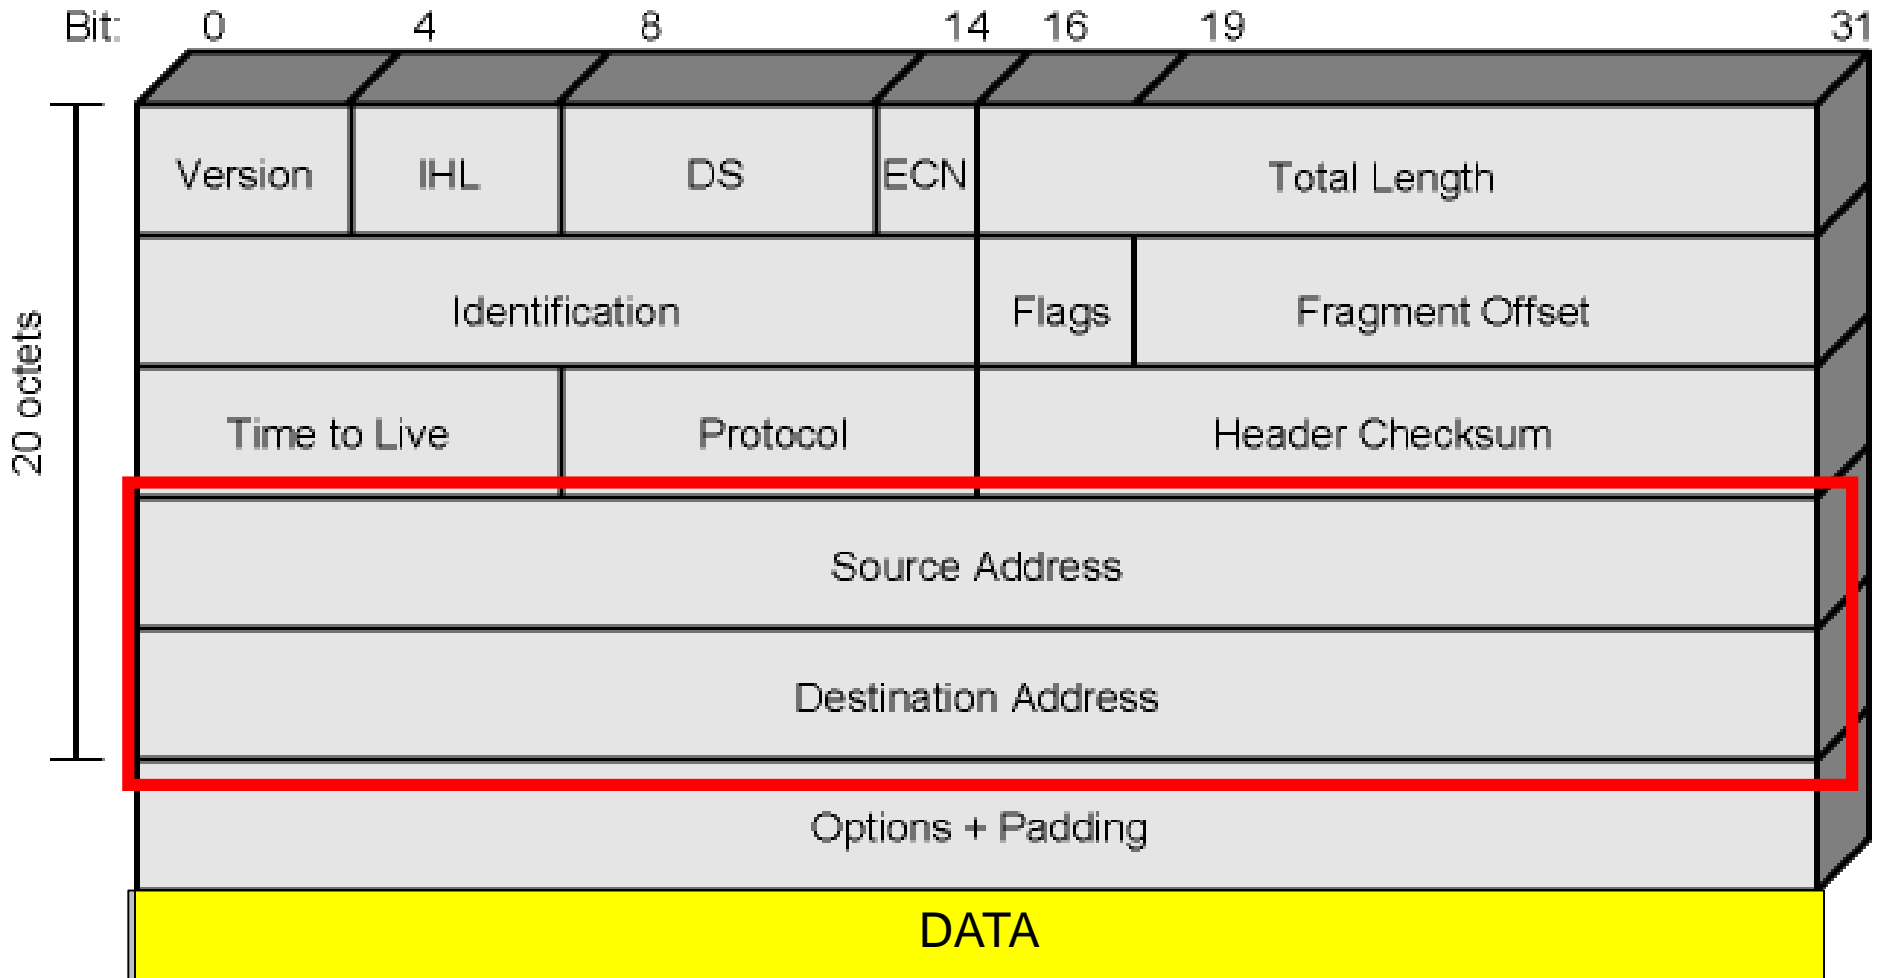 Bit: 0 4 8 14 16 19 31
Version IHL DS ECN Total Length
Identification Flags Fragment Offset
Time to Live Protocol Header Checksum
Source Address
Destination Address
Options + Padding
DATA
20 octets